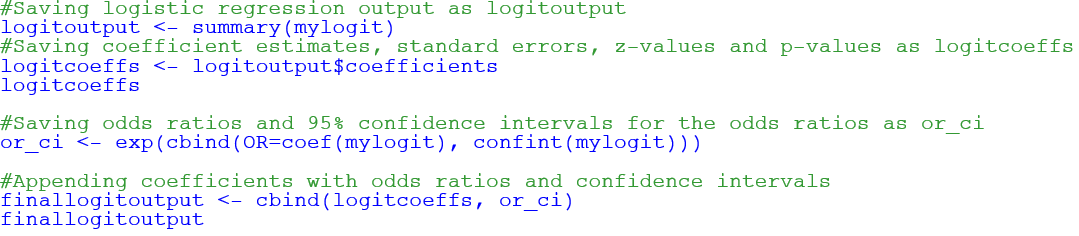 #Saving logistic regression output as logitoutput
logitoutput <- summary(mylogit)
#Saving coefficient estimates, standard errors, z-values and p-values as logitcoeffs
logitcoeffs <- logitoutput$coefficients
logitcoeffs
#Saving odds ratios and 95% confidence intervals for the odds ratios as or_ci
or_ci <- exp(cbind(OR=coef(mylogit), confint(mylogit)))
#Appending coefficients with odds ratios and confidence intervals
finallogitoutput <- cbind(logitcoeffs, or_ci)
finallogitoutput